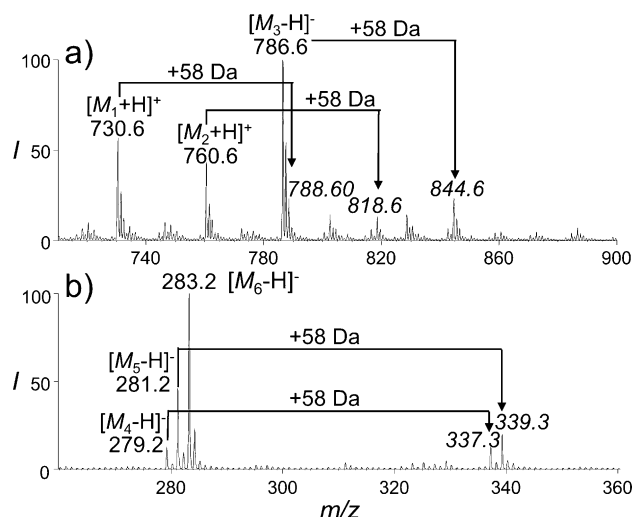 [M₃-H]⁻
a)
786.6
+58 Da
100
+58 Da
[M₁+H]⁺
730.6
[M₂+H]⁺
760.6
+58 Da
I
50
788.60
818.6
844.6
0
740
780
820
860
900
b)
283.2 [M₆-H]⁻
100
+58 Da
[M₅-H]⁻
281.2
I
50
[M₄-H]⁻
279.2
+58 Da
337.3
339.3
0
280
300
320
340
360
m/z